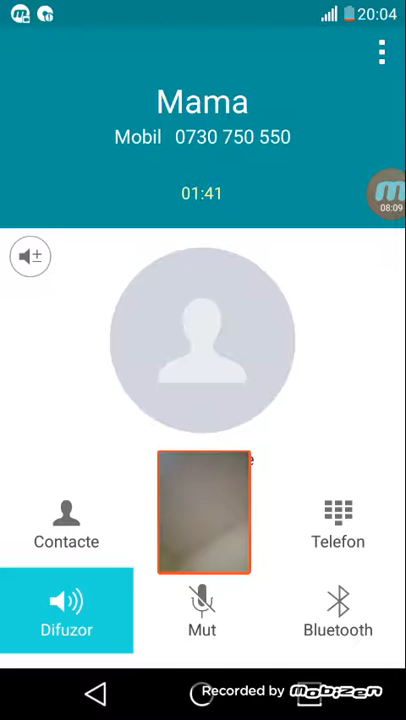 20:04
Mama
Mobil 0730 750 550
01:41
08:09
Contacte
Telefon
Difuzor
Mut
Bluetooth
Recorded by Mobizen